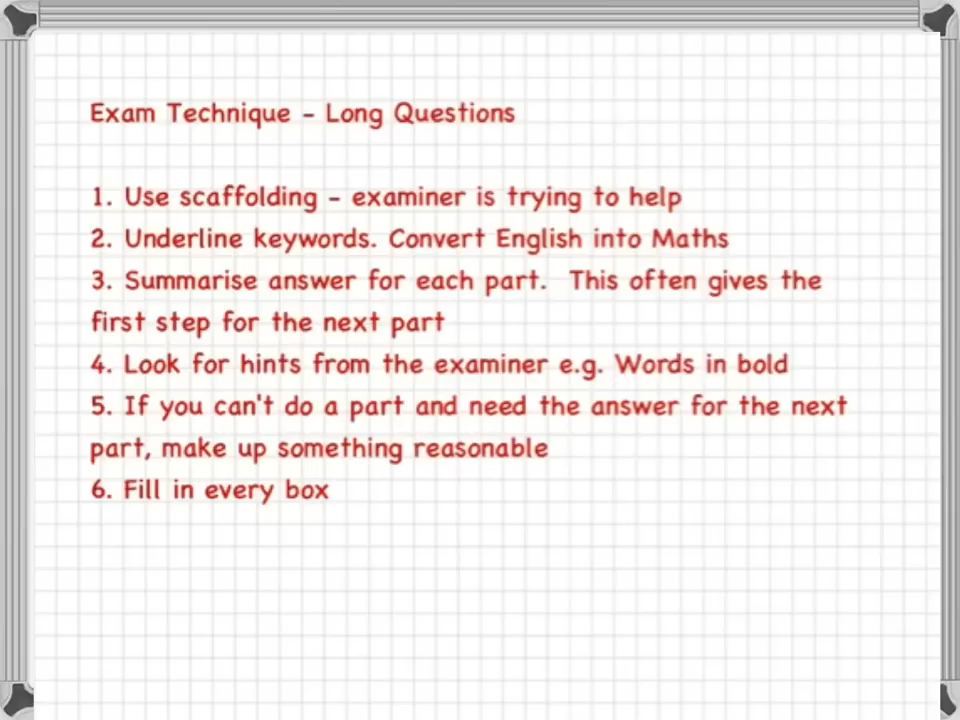 Exam Technique - Long Questions
1. Use scaffolding - examiner is trying to help
2. Underline keywords. Convert English into Maths
3. Summarise answer for each part.  This often gives the
first step for the next part
4. Look for hints from the examiner e.g. Words in bold
5. If you can't do a part and need the answer for the next
part, make up something reasonable
6. Fill in every box